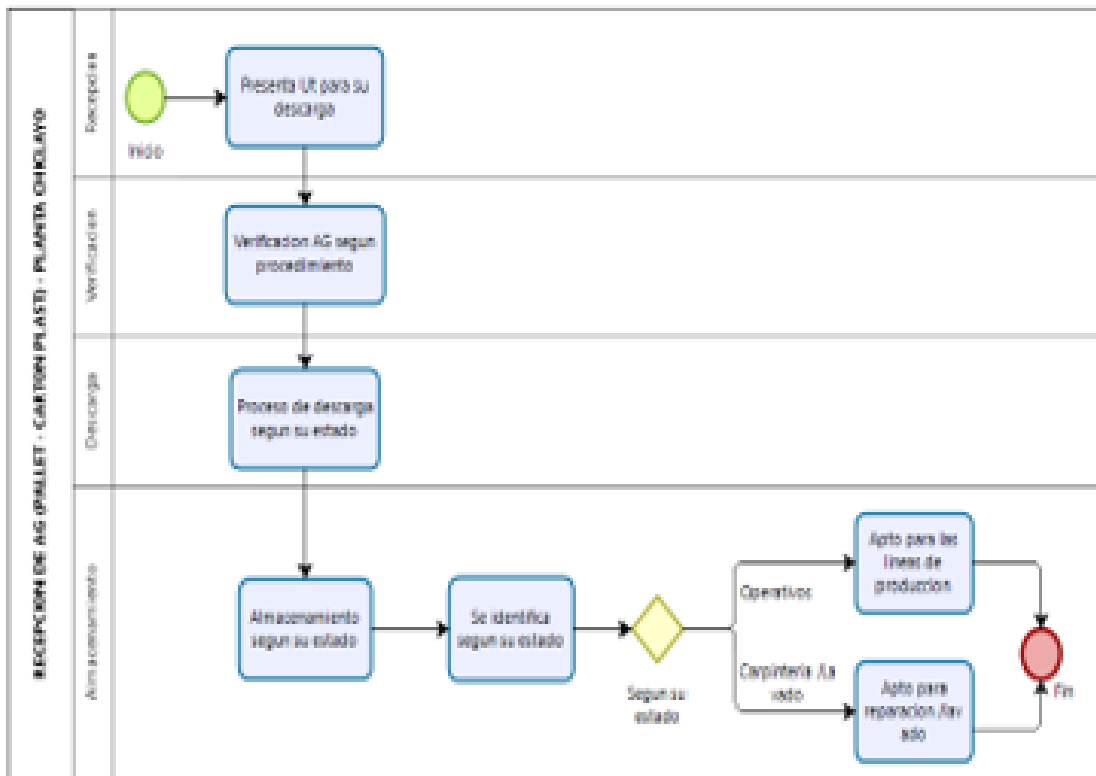 RECEPCION DE AG (PALLET - CARTON PLAST) - PLANTA CHICLAYO
Recepcion
Inicio
Presenta Ut para su
descarga
Verificacion
Verificacion AG segun
procedimiento
Descarga
Proceso de descarga
segun su estado
Almacenamiento
Almacenamiento
segun su estado
Se identifica
segun su estado
Segun su
estado
Operativos
Carpinteria /La
vado
Apto para las
lineas de
produccion
Apto para
reparacion /lav
ado
Fin